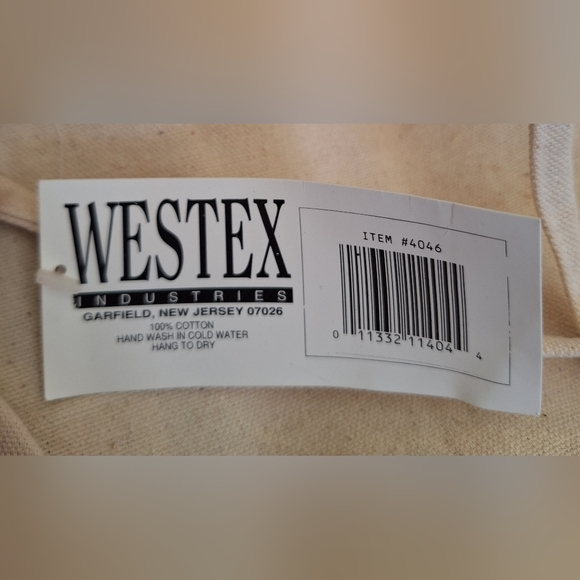 WESTEX
INDUSTRIES
GARFIELD, NEW JERSEY 07026
100% COTTON
HAND WASH IN COLD WATER
HANG TO DRY
ITEM #4046
0 11332 11404 4